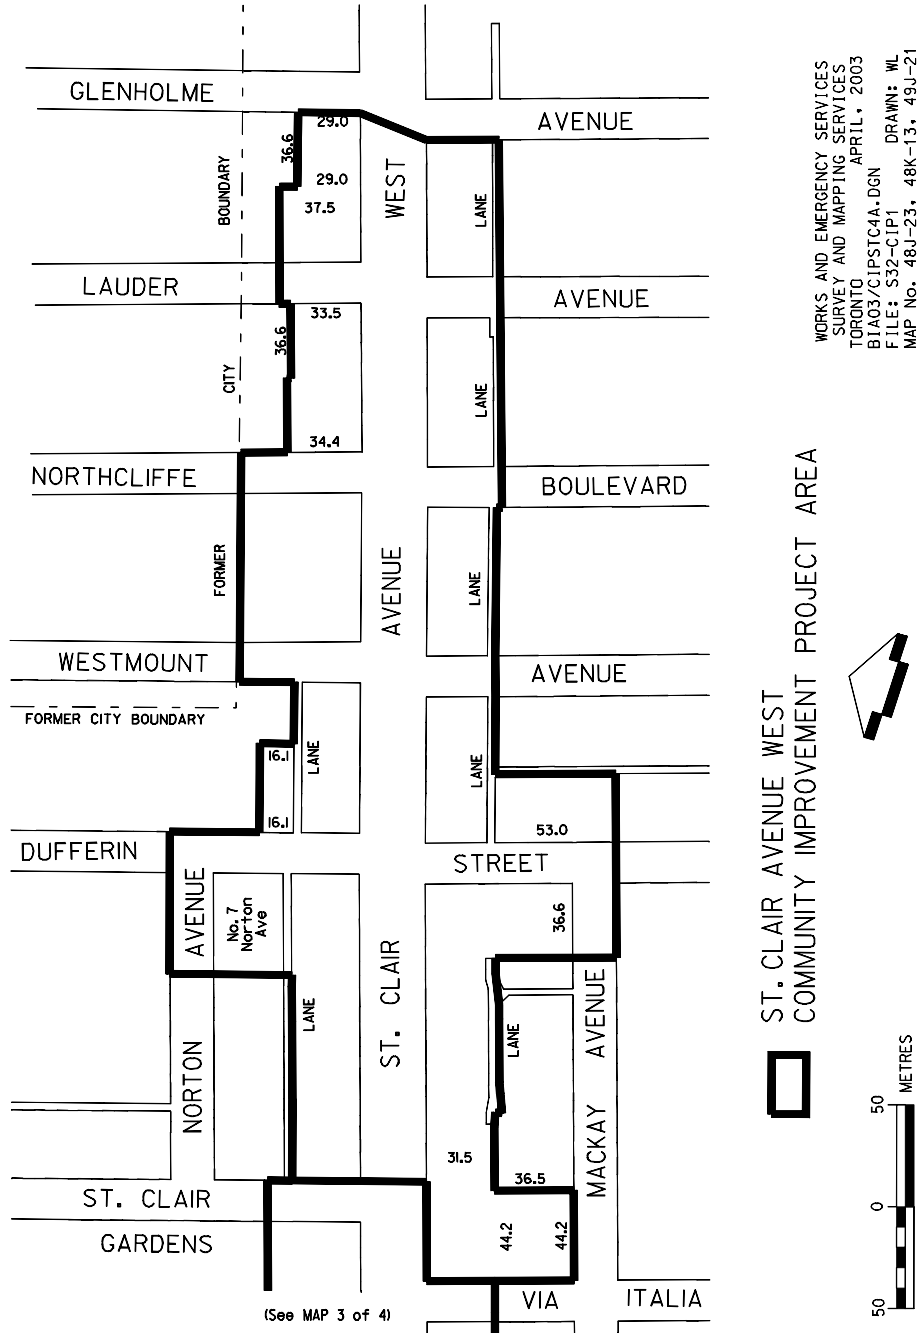 GLENHOLME
AVENUE
29.0
36.6
29.0
37.5
BOUNDARY
WEST
LANE
LAUDER
AVENUE
33.5
36.6
CITY
LANE
34.4
NORTHCLIFFE
BOULEVARD
FORMER
AVENUE
LANE
WESTMOUNT
AVENUE
FORMER CITY BOUNDARY
16.1
LANE
LANE
16.1
53.0
DUFFERIN
STREET
AVENUE
No. 7
Norton
Ave
36.6
ST. CLAIR
LANE
LANE
AVENUE
NORTON
MACKAY
31.5
36.5
ST. CLAIR
GARDENS
44.2
44.2
VIA ITALIA
(See MAP 3 of 4)
WORKS AND EMERGENCY SERVICES
SURVEY AND MAPPING SERVICES
TORONTO APRIL, 2003
BIA03/CIPSTC4A.DGN
FILE: S32-CIP1 DRAWN: WL
MAP No. 48J-23, 48K-13, 49J-21
ST. CLAIR AVENUE WEST
COMMUNITY IMPROVEMENT PROJECT AREA
50 0 50
METRES